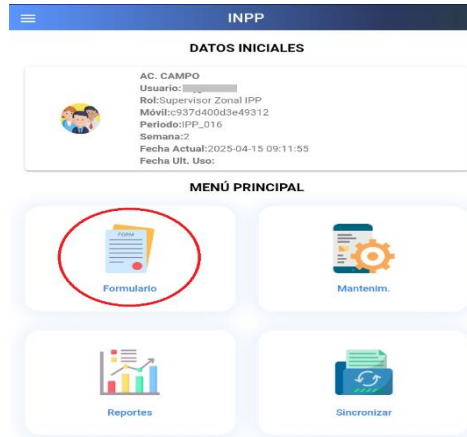 INPP
DATOS INICIALES
AC. CAMPO
Usuario:
Rol:Supervisor Zonal IPP
Móvil:c937d400d3e49312
Periodo:IPP_016
Semana:2
Fecha Actual:2025-04-15 09:11:55
Fecha Ult. Uso:
MENÚ PRINCIPAL
FORM
Formulario
Mantenim.
Reportes
Sincronizar